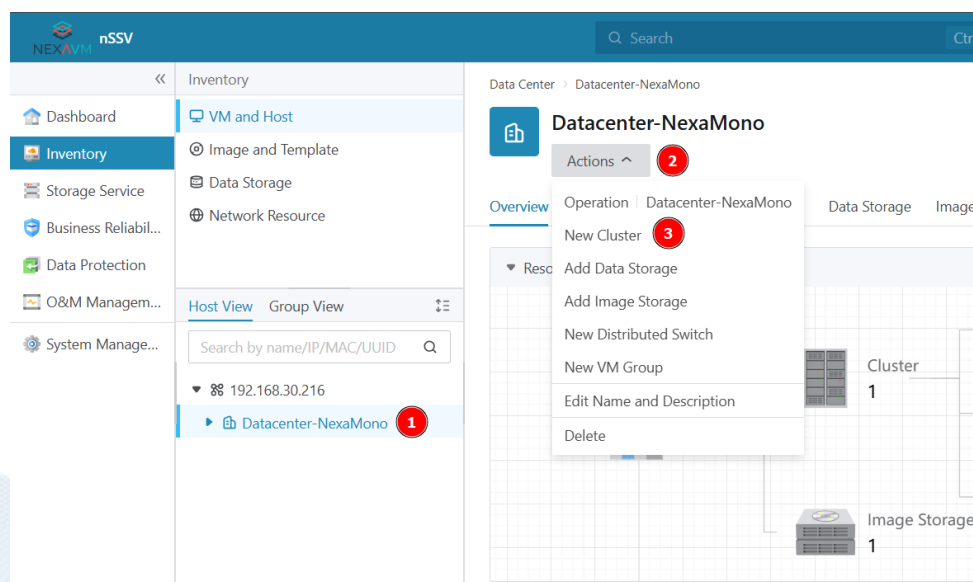 NEXAVM
nSSV
Search
Ctr
Inventory
Data Center > Datacenter-NexaMono
Dashboard
Inventory
Storage Service
Business Reliabil...
Data Protection
O&M Managem...
System Manage...
VM and Host
Image and Template
Data Storage
Network Resource
Host View Group View
Search by name/IP/MAC/UUID
192.168.30.216
Datacenter-NexaMono 1
Datacenter-NexaMono
Actions 2
Overview
Data Storage
Image
Operation | Datacenter-NexaMono
New Cluster 3
Add Data Storage
Add Image Storage
New Distributed Switch
New VM Group
Edit Name and Description
Delete
Reso
Cluster
1
Image Storage
1